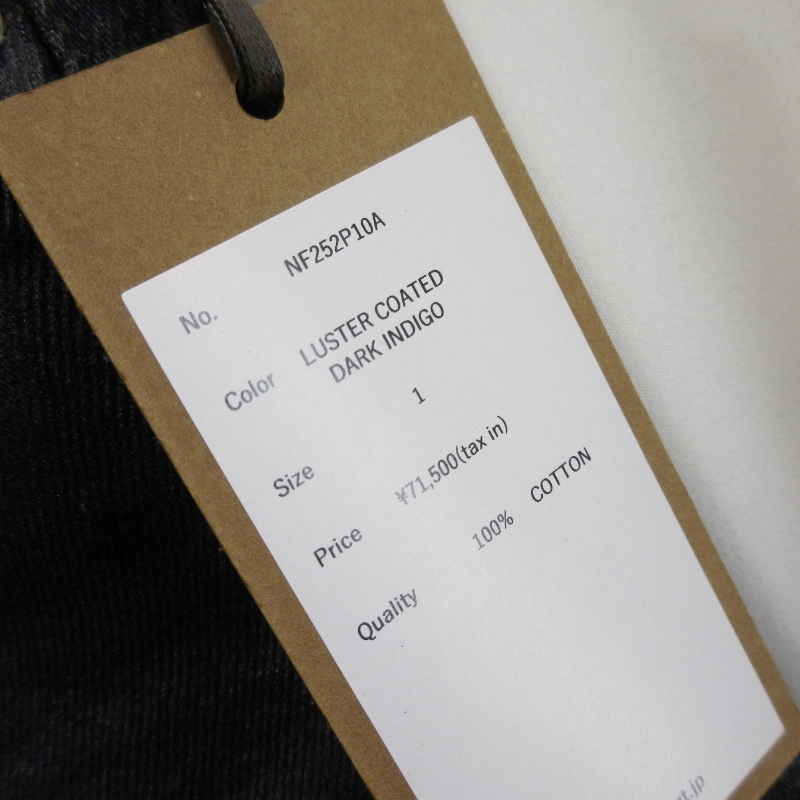 No. NF252P10A
Color LUSTER COATED
DARK INDIGO
Size 1
Price ¥71,500(tax in)
Quality 100% COTTON